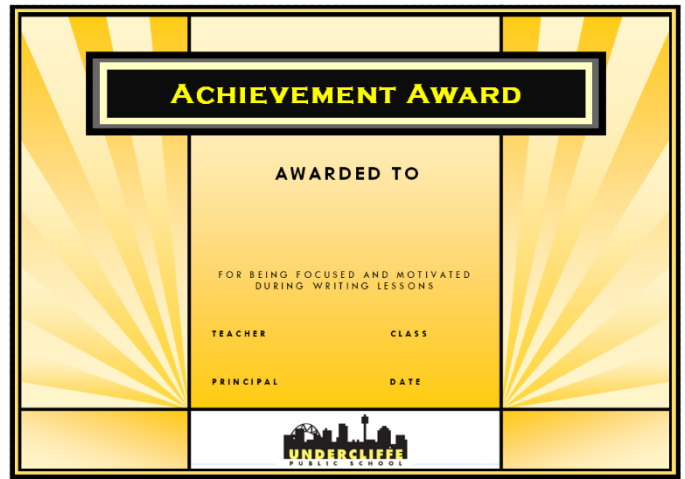 ACHIEVEMENT AWARD
AWARDED TO
FOR BEING FOCUSED AND MOTIVATED
DURING WRITING LESSONS
TEACHER CLASS
PRINCIPAL DATE
UNDERCLIFFE
PUBLIC SCHOOL